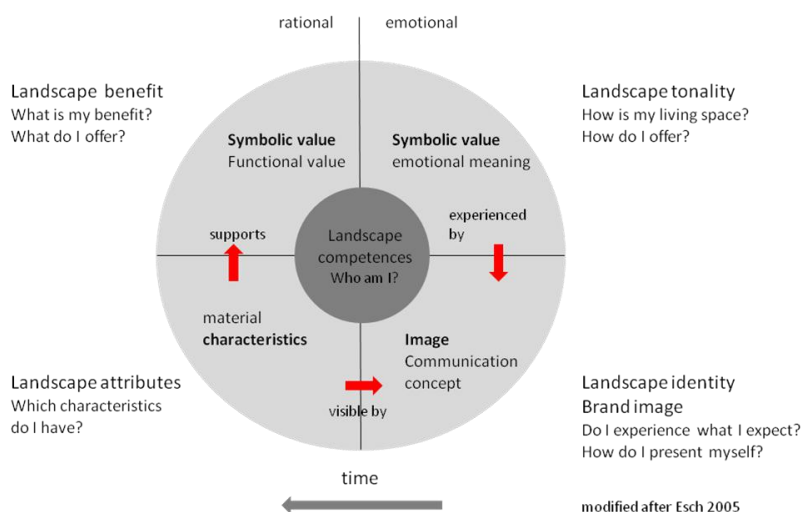 rational
emotional
Landscape benefit
What is my benefit?
What do I offer?
Landscape tonality
How is my living space?
How do I offer?
Symbolic value
Functional value
Symbolic value
emotional meaning
supports
experienced
by
Landscape
competences
Who am I?
material
characteristics
Image
Communication
concept
visible by
Landscape attributes
Which characteristics
do I have?
Landscape identity
Brand image
Do I experience what I expect?
How do I present myself?
time
modified after Esch 2005